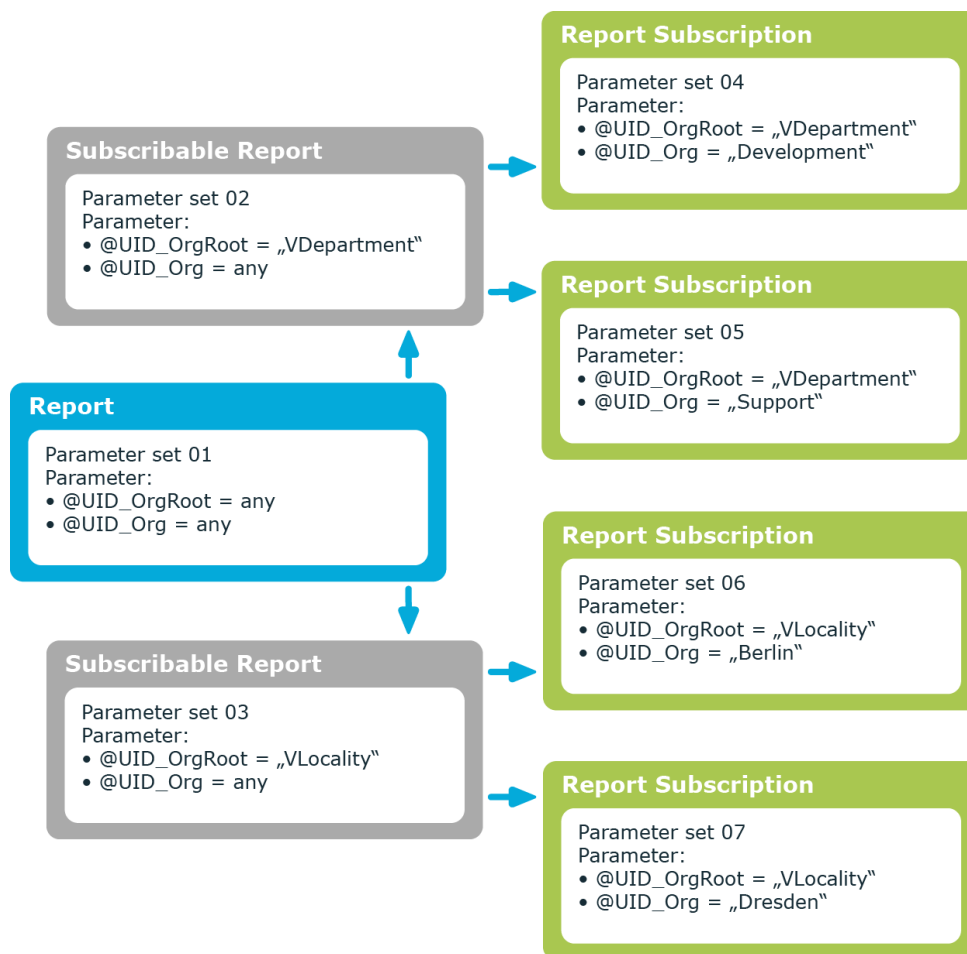 Report Subscription
Parameter set 04
Parameter:
• @UID_OrgRoot = „VDepartment“
• @UID_Org = „Development“
Subscribable Report
Parameter set 02
Parameter:
• @UID_OrgRoot = „VDepartment“
• @UID_Org = any
Report Subscription
Parameter set 05
Parameter:
• @UID_OrgRoot = „VDepartment“
• @UID_Org = „Support“
Report
Parameter set 01
Parameter:
• @UID_OrgRoot = any
• @UID_Org = any
Report Subscription
Parameter set 06
Parameter:
• @UID_OrgRoot = „VLocality“
• @UID_Org = „Berlin“
Subscribable Report
Parameter set 03
Parameter:
• @UID_OrgRoot = „VLocality“
• @UID_Org = any
Report Subscription
Parameter set 07
Parameter:
• @UID_OrgRoot = „VLocality“
• @UID_Org = „Dresden“